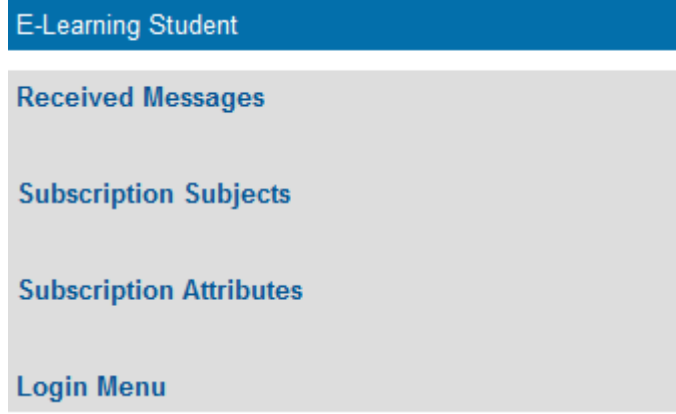 E-Learning Student
Received Messages
Subscription Subjects
Subscription Attributes
Login Menu